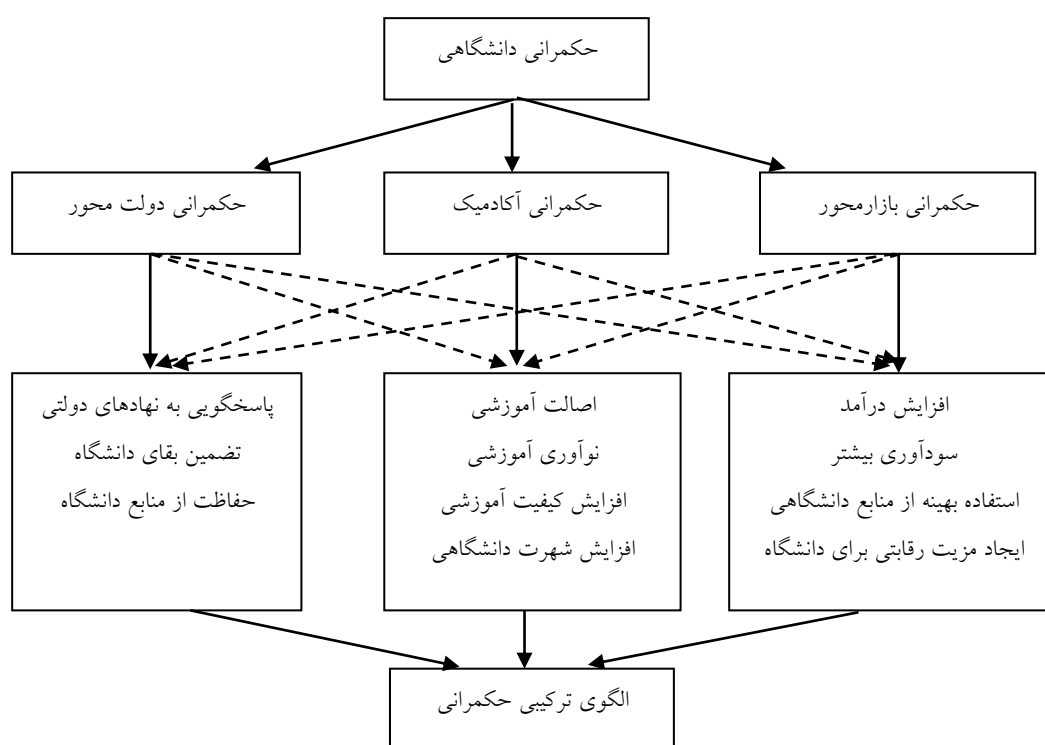 حکمرانی دانشگاهی
حکمرانی بازارمحور
حکمرانی آکادمیک
حکمرانی دولت محور
افزایش درآمد
سودآوری بیشتر
استفاده بهینه از منابع دانشگاهی
ایجاد مزیت رقابتی برای دانشگاه
اصالت آموزشی
نوآوری آموزشی
افزایش کیفیت آموزشی
افزایش شهرت دانشگاهی
پاسخگویی به نهادهای دولتی
تضمین بقای دانشگاه
حفاظت از منابع دانشگاه
الگوی ترکیبی حکمرانی